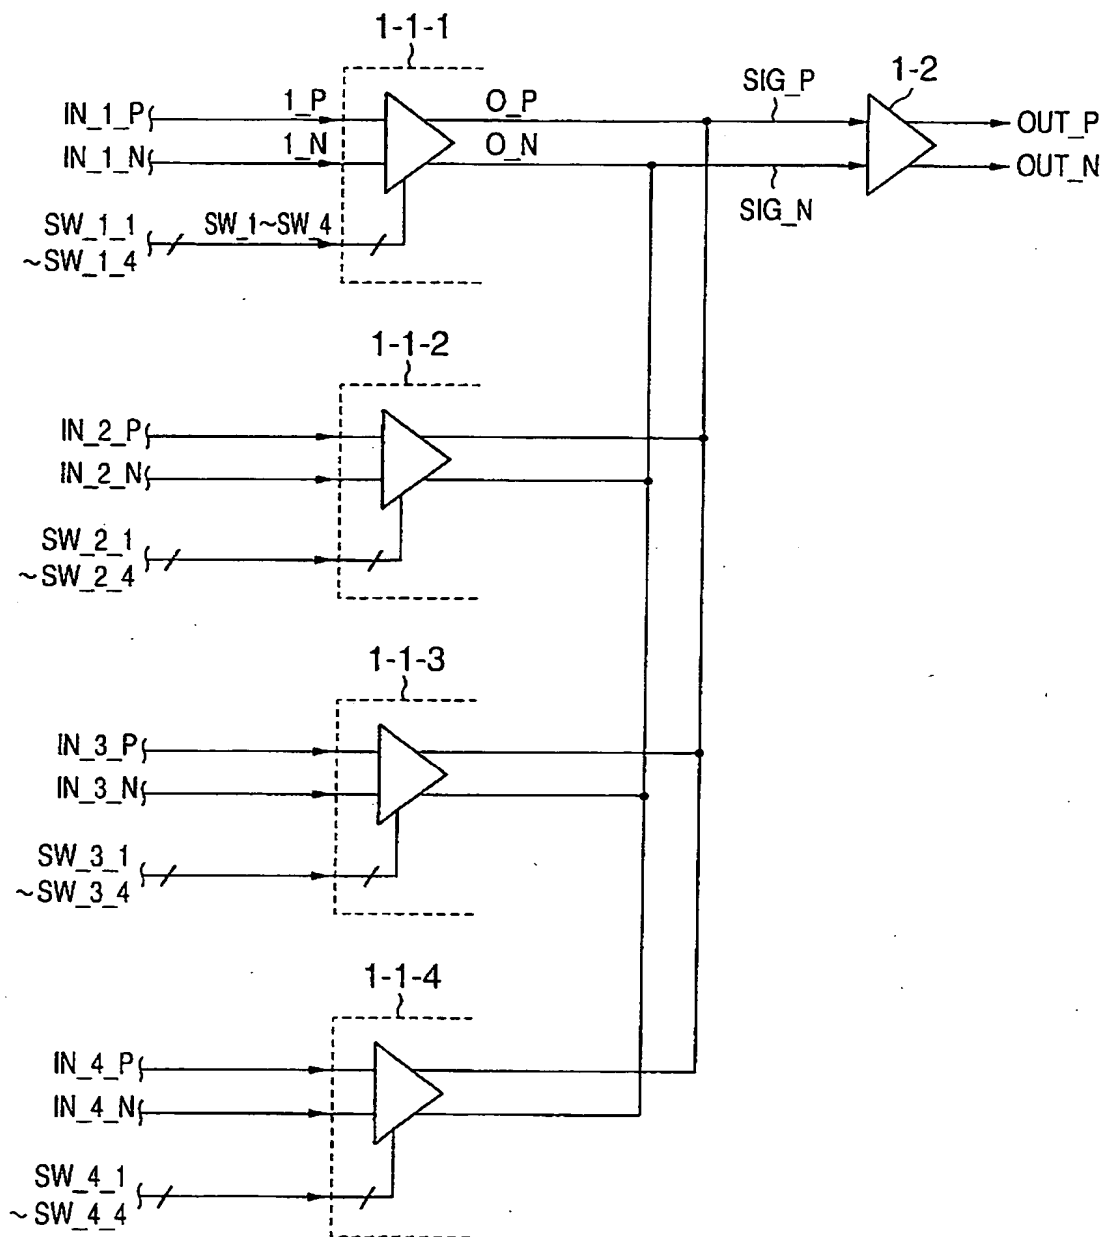 1-1-1
IN_1_P
1_P
O_P
SIG_P
1-2
OUT_P
IN_1_N
1_N
O_N
SIG_N
OUT_N
SW_1_1
~SW_1_4
SW_1~SW_4
1-1-2
IN_2_P
IN_2_N
SW_2_1
~SW_2_4
1-1-3
IN_3_P
IN_3_N
SW_3_1
~SW_3_4
1-1-4
IN_4_P
IN_4_N
SW_4_1
~SW_4_4